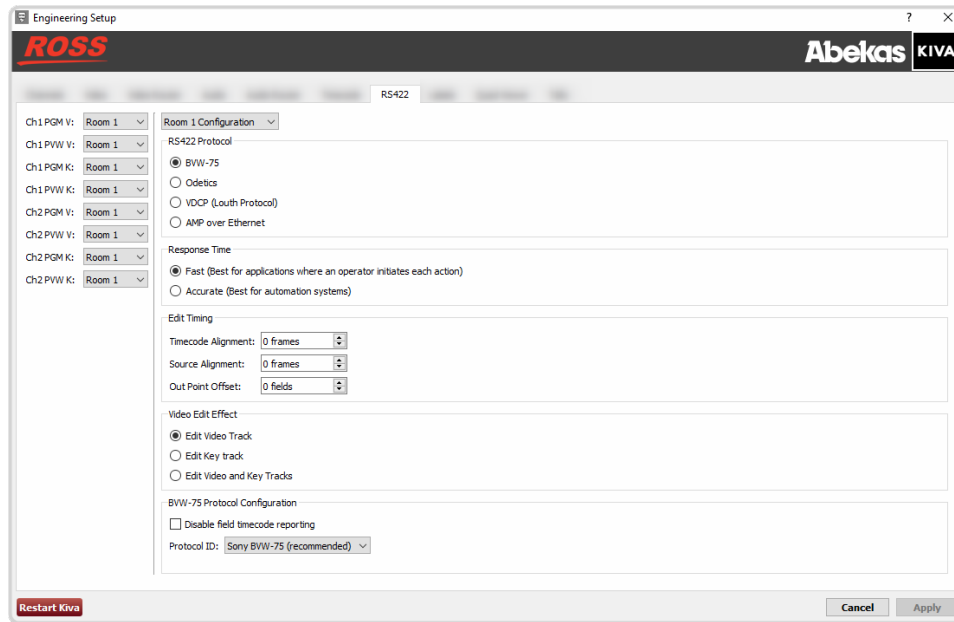 Engineering Setup
?
ROSS
Abekas KIVA
RS422
Ch1 PGM V: Room 1
Ch1 PVW V: Room 1
Ch1 PGM K: Room 1
Ch1 PVW K: Room 1
Ch2 PGM V: Room 1
Ch2 PVW V: Room 1
Ch2 PGM K: Room 1
Ch2 PVW K: Room 1
Room 1 Configuration
RS422 Protocol
BVW-75
Odetics
VDCP (Louth Protocol)
AMP over Ethernet
Response Time
Fast (Best for applications where an operator initiates each action)
Accurate (Best for automation systems)
Edit Timing
Timecode Alignment: 0 frames
Source Alignment: 0 frames
Out Point Offset: 0 fields
Video Edit Effect
Edit Video Track
Edit Key track
Edit Video and Key Tracks
BVW-75 Protocol Configuration
Disable field timecode reporting
Protocol ID: Sony BVW-75 (recommended)
Restart Kiva
Cancel
Apply